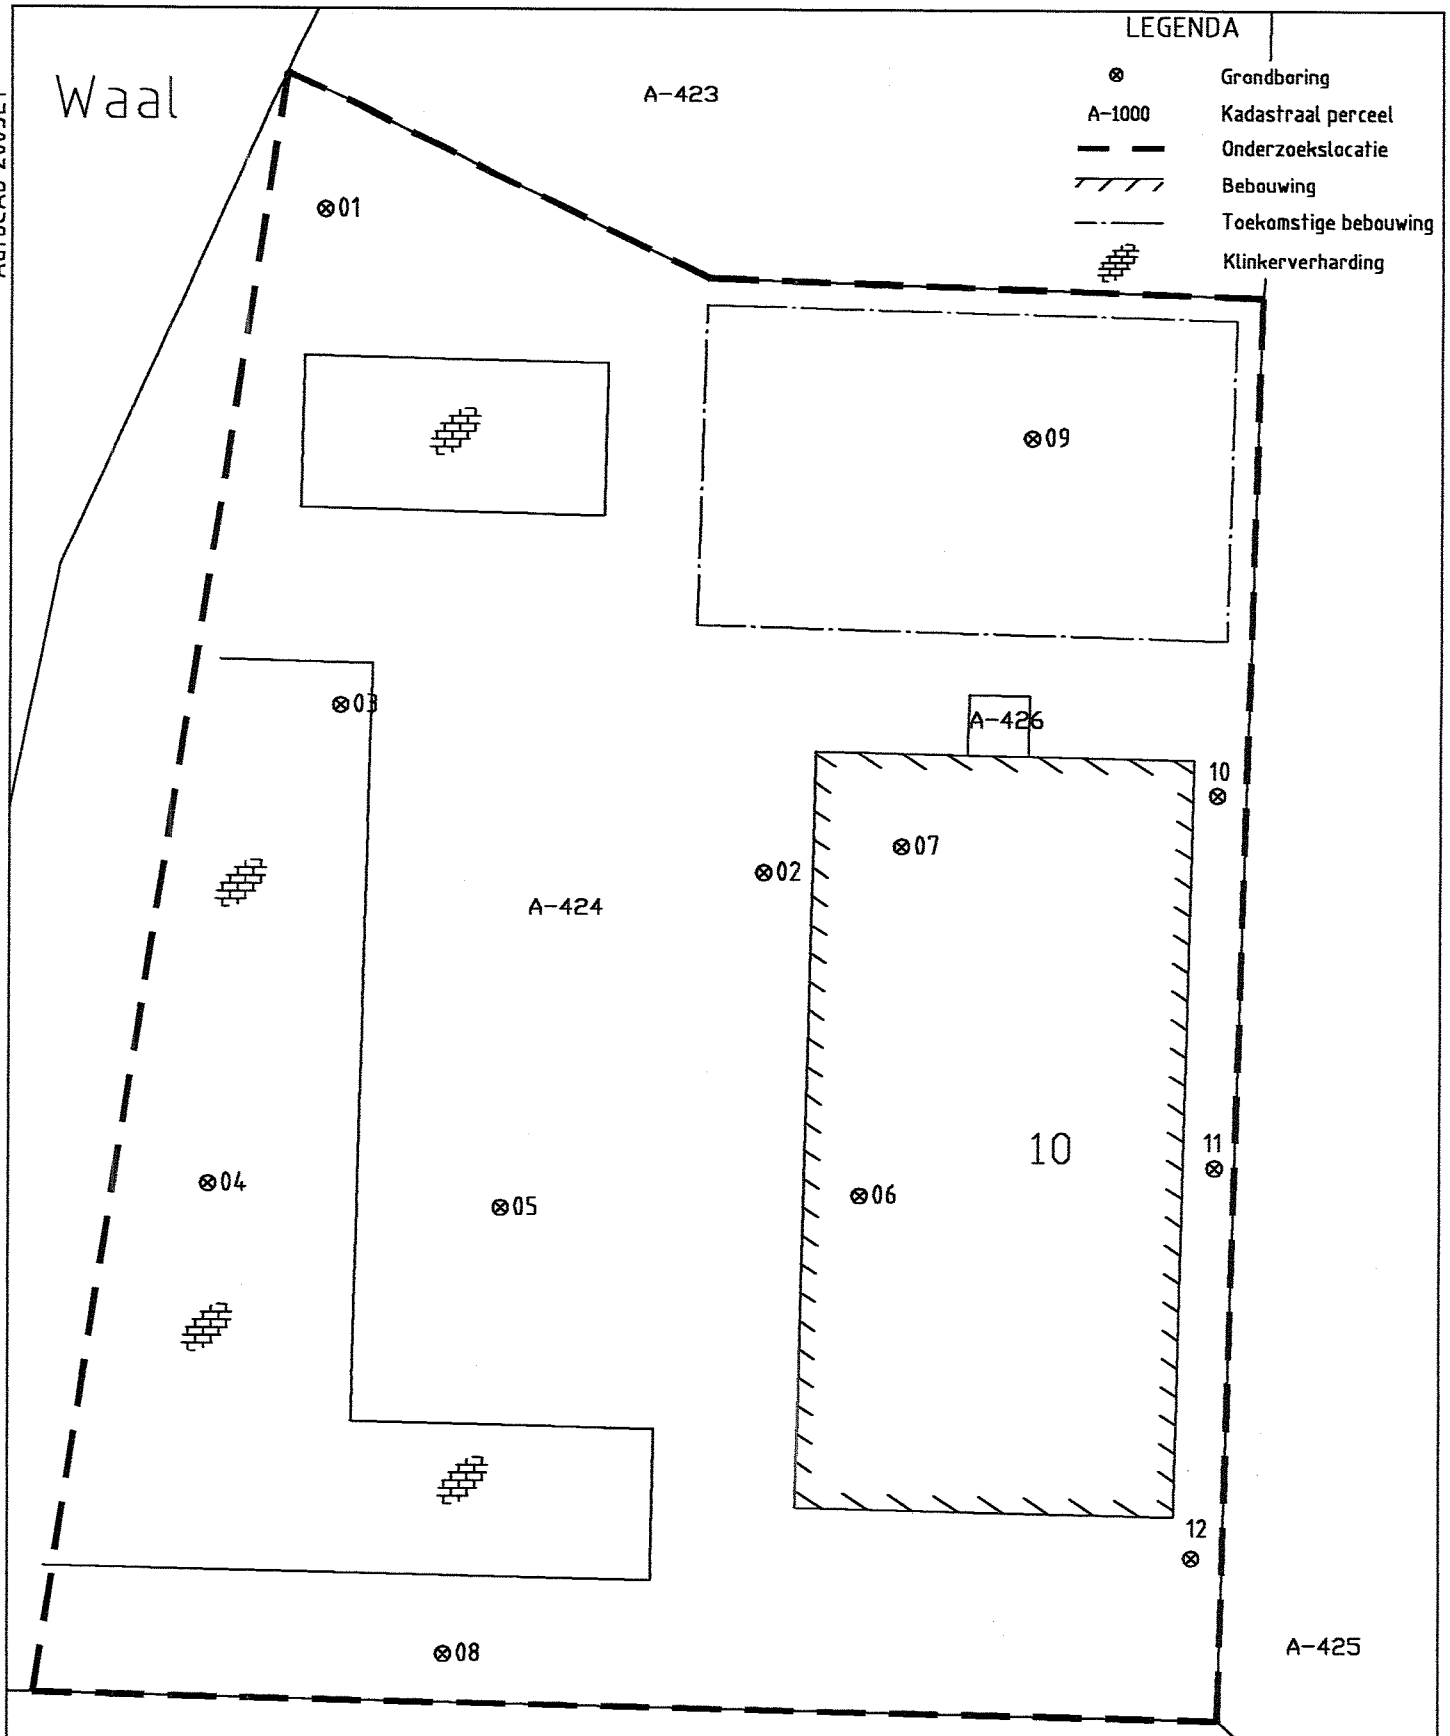 LEGENDA
Grondboring
A-1000 Kadastraal perceel
Onderzoekslocatie
Bebouwing
Toekomstige bebouwing
Klinkerverharding
Waal
A-423
01
09
03
A-426
10
07
02
A-424
10
11
04
06
05
12
08
A-425